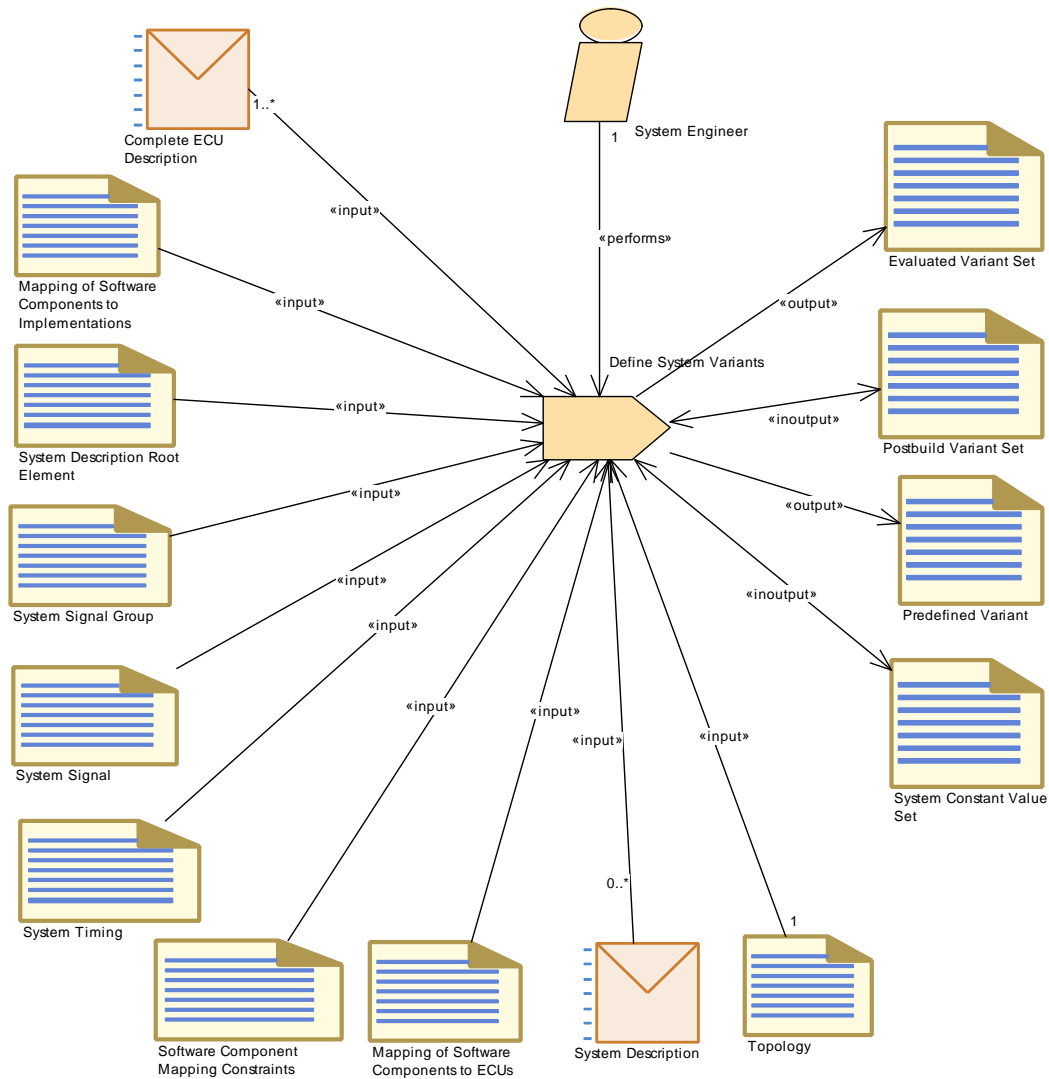 1..*
Complete ECU
Description
1
System Engineer
«input»
«performs»
Evaluated Variant Set
Mapping of Software
Components to
Implementations
«input»
«output»
Define System Variants
«input»
«inoutput»
System Description Root
Element
Postbuild Variant Set
«input»
«output»
System Signal Group
Predefined Variant
«input»
«inoutput»
«input»
System Signal
«input»
«input»
«input»
«input»
System Constant Value
Set
System Timing
0..*
1
Software Component
Mapping Constraints
Mapping of Software
Components to ECUs
System Description
Topology